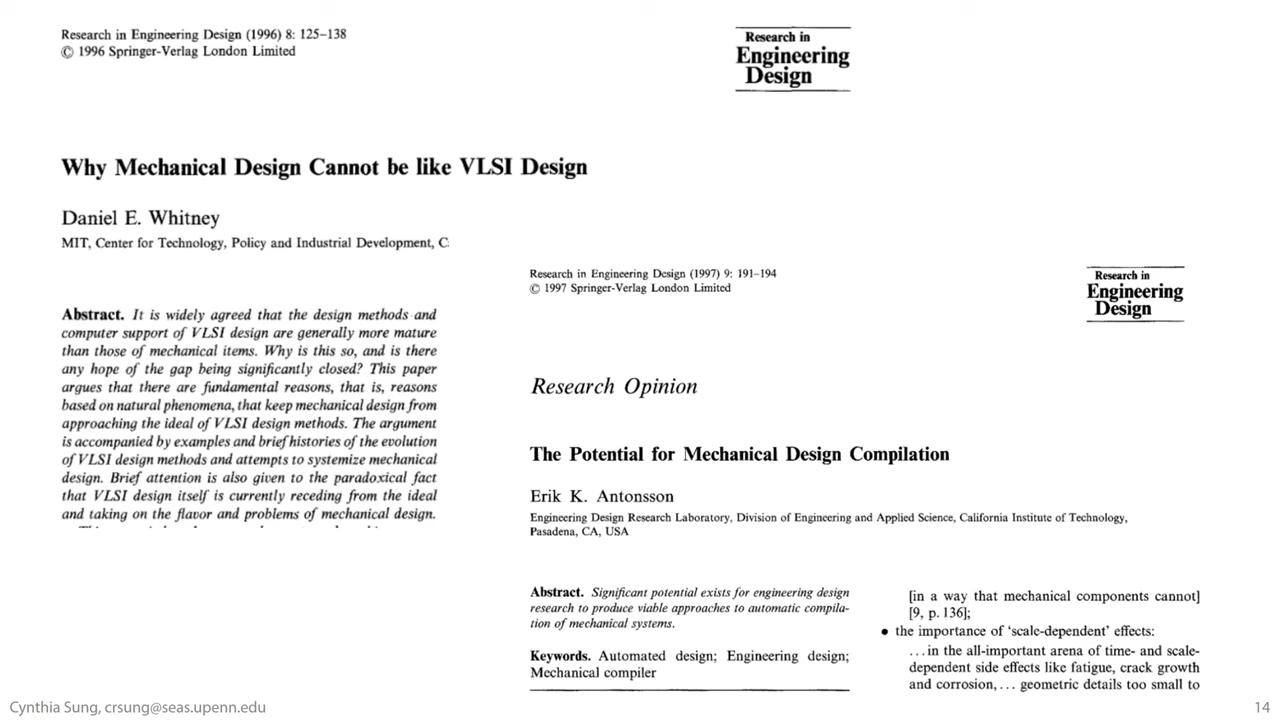 Research in Engineering Design (1996) 8: 125–138
© 1996 Springer-Verlag London Limited
Research in
Engineering
Design
Why Mechanical Design Cannot be like VLSI Design
Daniel E. Whitney
MIT, Center for Technology, Policy and Industrial Development, C
Abstract. It is widely agreed that the design methods and
computer support of VLSI design are generally more mature
than those of mechanical items. Why is this so, and is there
any hope of the gap being significantly closed? This paper
argues that there are fundamental reasons, that is, reasons
based on natural phenomena, that keep mechanical design from
approaching the ideal of VLSI design methods. The argument
is accompanied by examples and brief histories of the evolution
of VLSI design methods and attempts to systemize mechanical
design. Brief attention is also given to the paradoxical fact
that VLSI design itself is currently receding from the ideal
and taking on the flavor and problems of mechanical design.
Research in Engineering Design (1997) 9: 191–194
© 1997 Springer-Verlag London Limited
Research in
Engineering
Design
Research Opinion
The Potential for Mechanical Design Compilation
Erik K. Antonsson
Engineering Design Research Laboratory, Division of Engineering and Applied Science, California Institute of Technology,
Pasadena, CA, USA
Abstract. Significant potential exists for engineering design
research to produce viable approaches to automatic compila-
tion of mechanical systems.
Keywords. Automated design; Engineering design;
Mechanical compiler
[in a way that mechanical components cannot]
[9, p. 136];
● the importance of ‘scale-dependent’ effects:
...in the all-important arena of time- and scale-
dependent side effects like fatigue, crack growth
and corrosion,... geometric details too small to
Cynthia Sung, crsung@seas.upenn.edu
14